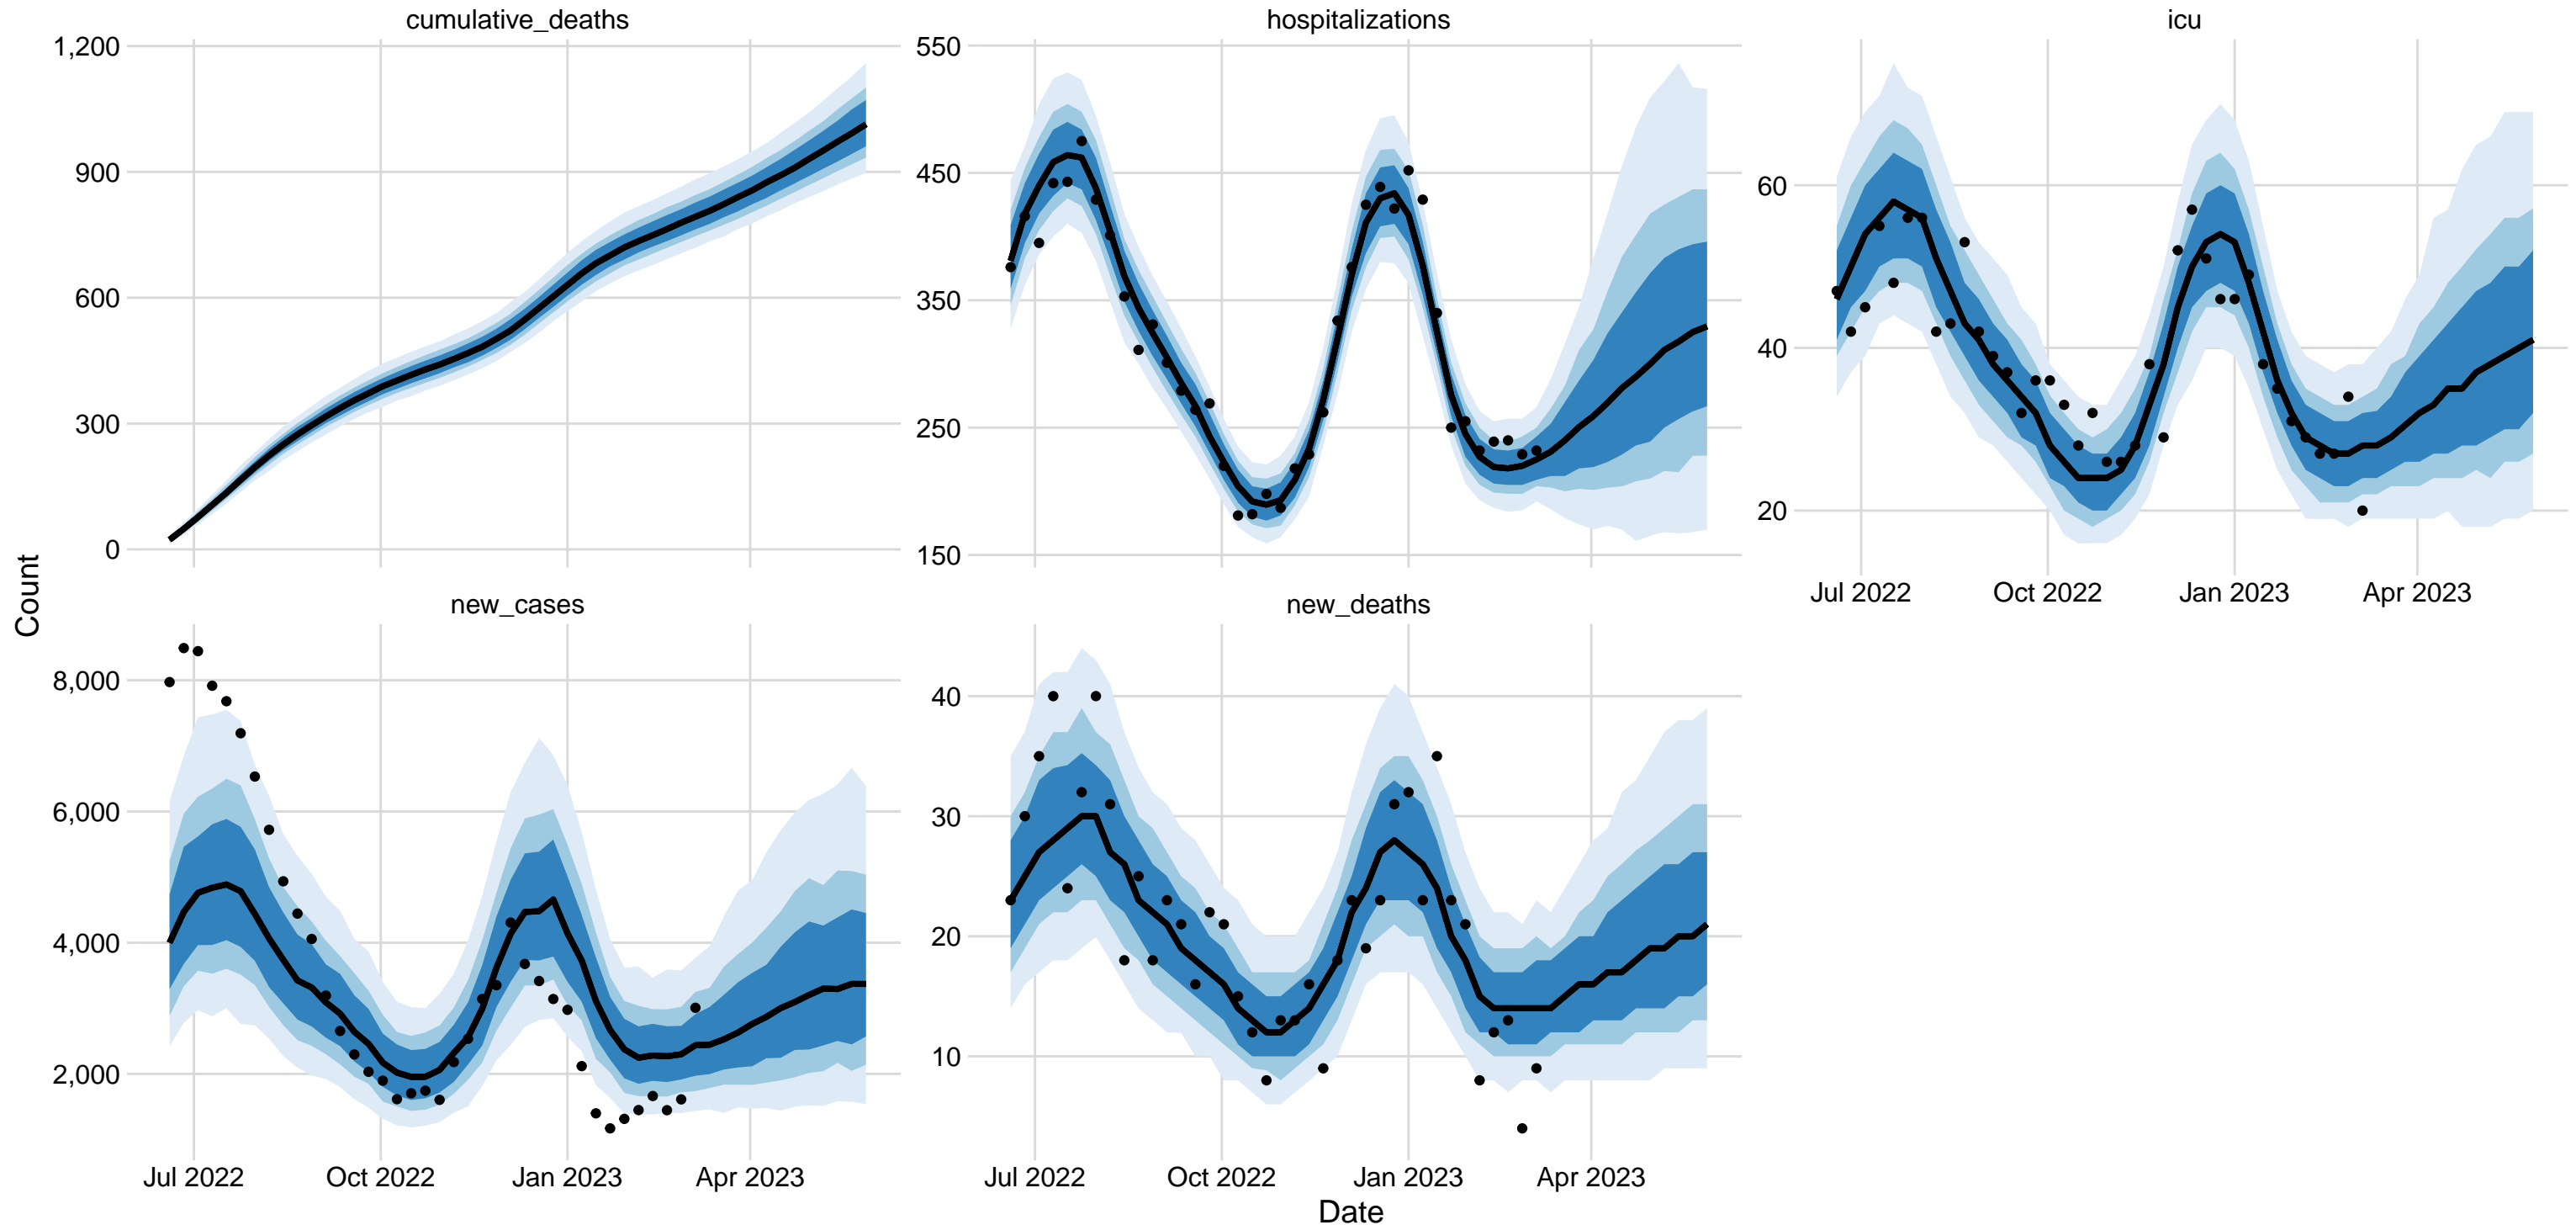 cumulative_deaths
hospitalizations
icu
1,200
900
600
300
0
550
450
350
250
150
60
40
20
Jul 2022 Oct 2022 Jan 2023 Apr 2023
Count
new_cases
new_deaths
8,000
6,000
4,000
2,000
40
30
20
10
Jul 2022 Oct 2022 Jan 2023 Apr 2023
Jul 2022 Oct 2022 Jan 2023 Apr 2023
Date